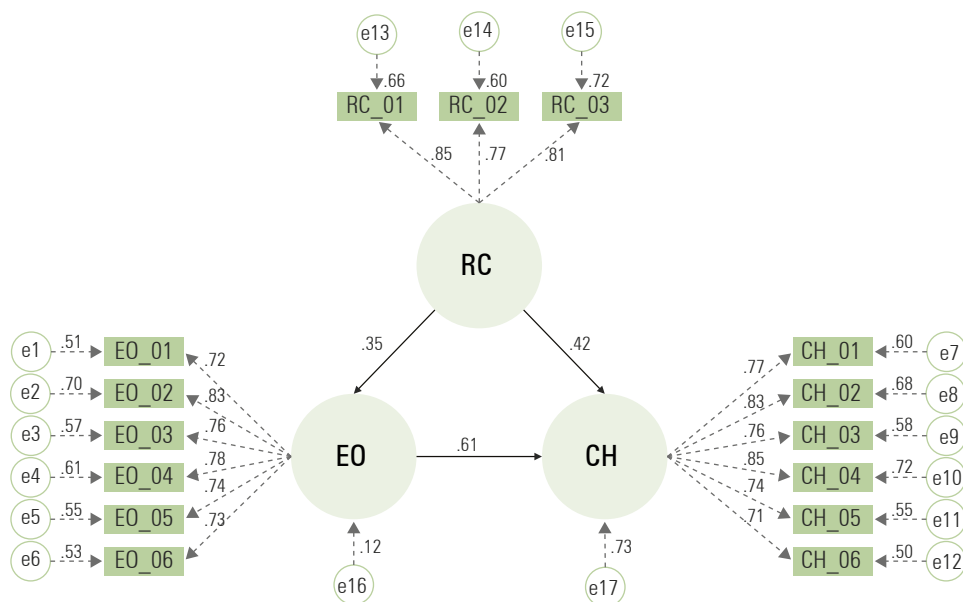 e13 e14 e15
.66 .60 .72
RC_01 RC_02 RC_03
.85 .77 .81
RC
.35 .42
e1 .51 EO_01 .72
e2 .70 EO_02 .83
e3 .57 EO_03 .76
e4 .61 EO_04 .78
e5 .55 EO_05 .74
e6 .53 EO_06 .73
EO .61 CH
.77 CH_01 .60 e7
.83 CH_02 .68 e8
.76 CH_03 .58 e9
.85 CH_04 .72 e10
.74 CH_05 .55 e11
.71 CH_06 .50 e12
.12 .73
e16 e17